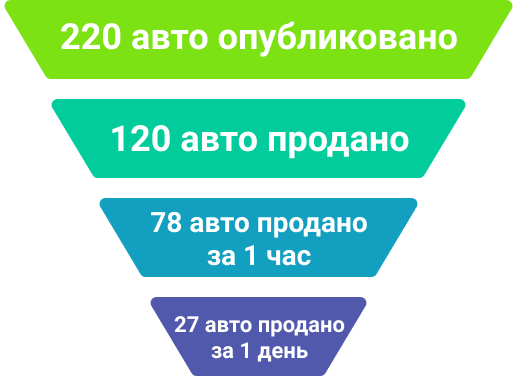 220 авто опубликовано
120 авто продано
78 авто продано
за 1 час
27 авто продано
за 1 день